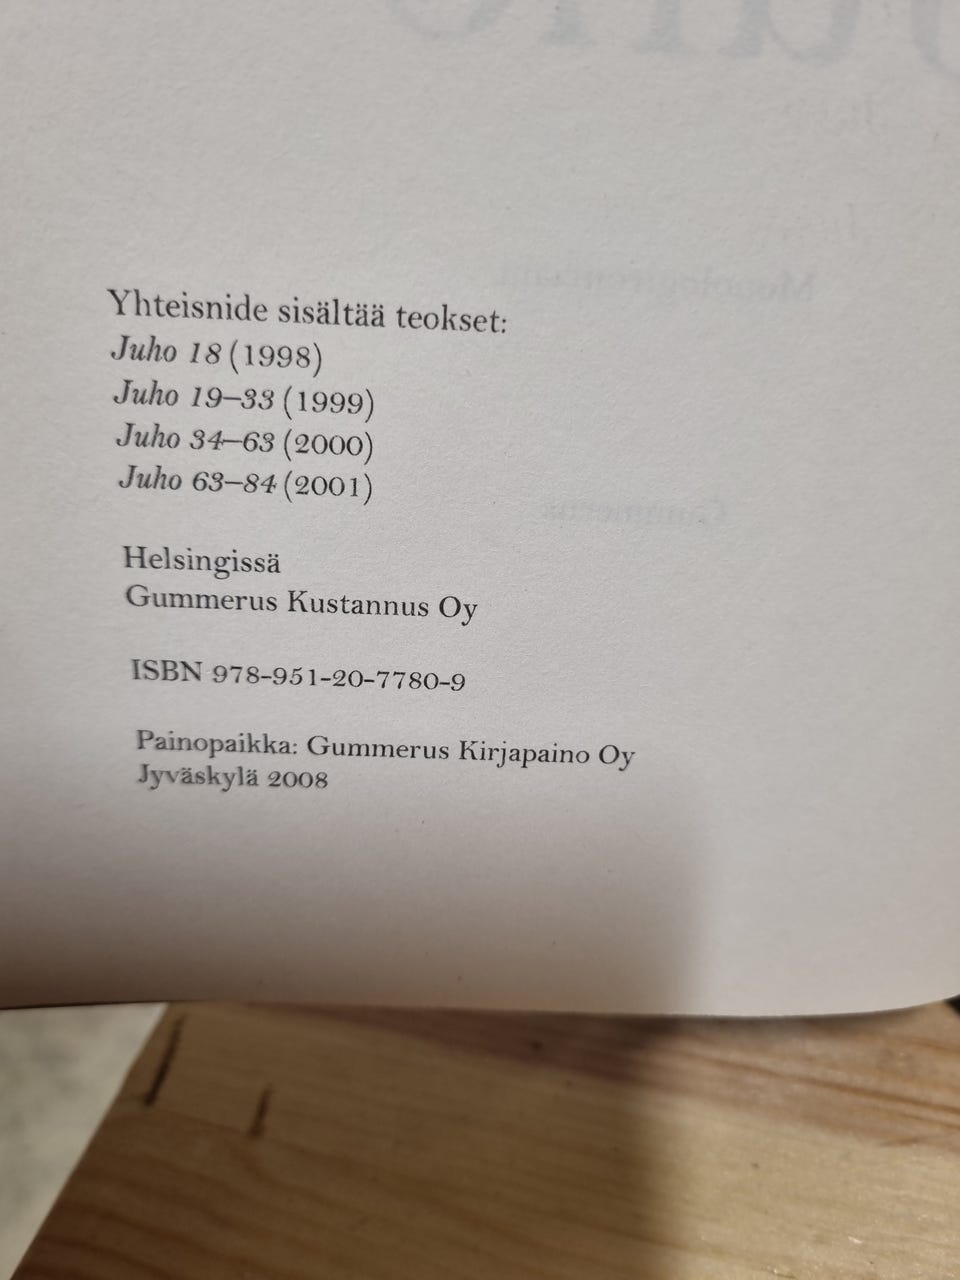 Yhteisnide sisältää teokset:
Juho 18 (1998)
Juho 19–33 (1999)
Juho 34–63 (2000)
Juho 63–84 (2001)
Helsingissä
Gummerus Kustannus Oy
ISBN 978-951-20-7780-9
Painopaikka: Gummerus Kirjapaino Oy
Jyväskylä 2008